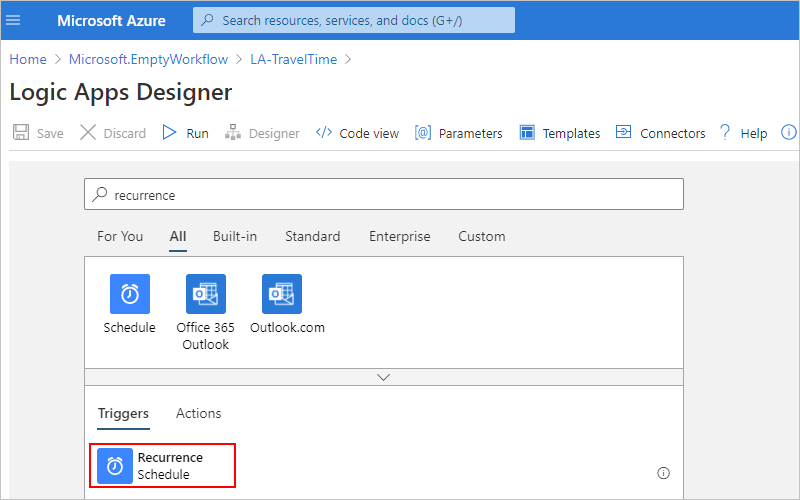 Microsoft Azure Search resources, services, and docs (G+/)
Home > Microsoft.EmptyWorkflow > LA-TravelTime >
Logic Apps Designer
Save Discard Run Designer </> Code view [@] Parameters Templates Connectors ? Help
recurrence
For You All Built-in Standard Enterprise Custom
Schedule Office 365 Outlook.com
Outlook
Triggers Actions
Recurrence
Schedule